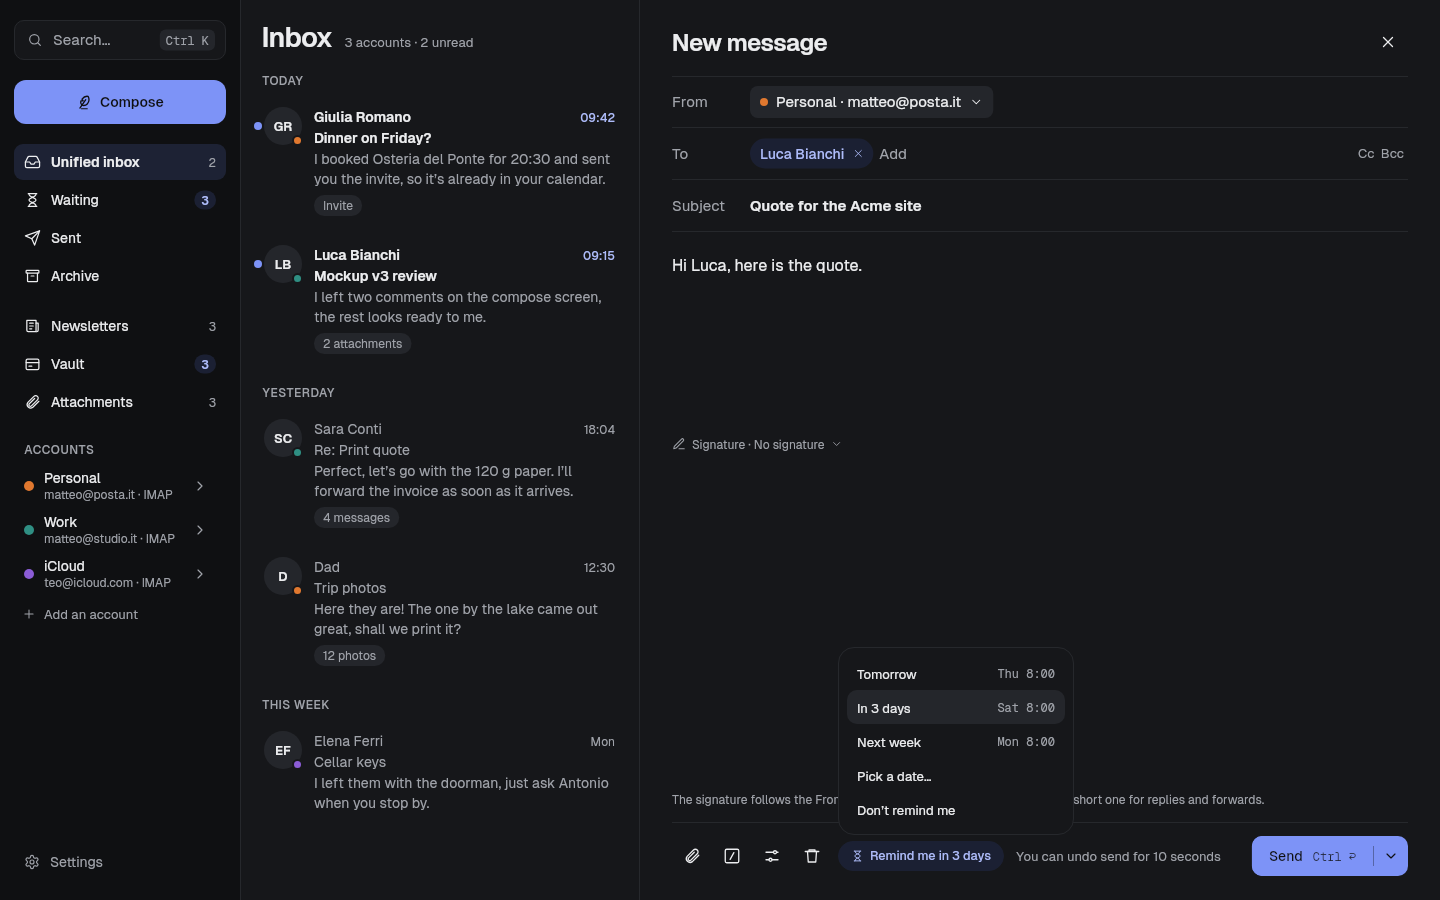 Search... Ctrl K
Compose
Unified inbox 2
Waiting 3
Sent
Archive
Newsletters 3
Vault 3
Attachments 3
ACCOUNTS
Personal
matteo@posta.it · IMAP
Work
matteo@studio.it · IMAP
iCloud
teo@icloud.com · IMAP
Add an account
Settings
Inbox 3 accounts · 2 unread
TODAY
GR Giulia Romano 09:42
Dinner on Friday?
I booked Osteria del Ponte for 20:30 and sent
you the invite, so it's already in your calendar.
Invite
LB Luca Bianchi 09:15
Mockup v3 review
I left two comments on the compose screen,
the rest looks ready to me.
2 attachments
YESTERDAY
SC Sara Conti 18:04
Re: Print quote
Perfect, let's go with the 120 g paper. I'll
forward the invoice as soon as it arrives.
4 messages
D Dad 12:30
Trip photos
Here they are! The one by the lake came out
great, shall we print it?
12 photos
THIS WEEK
EF Elena Ferri Mon
Cellar keys
I left them with the doorman, just ask Antonio
when you stop by.
New message
From Personal · matteo@posta.it
To Luca Bianchi Add Cc Bcc
Subject Quote for the Acme site
Hi Luca, here is the quote.
Signature · No signature
Tomorrow Thu 8:00
In 3 days Sat 8:00
Next week Mon 8:00
Pick a date...
Don't remind me
The signature follows the short one for replies and forwards.
Remind me in 3 days You can undo send for 10 seconds Send Ctrl